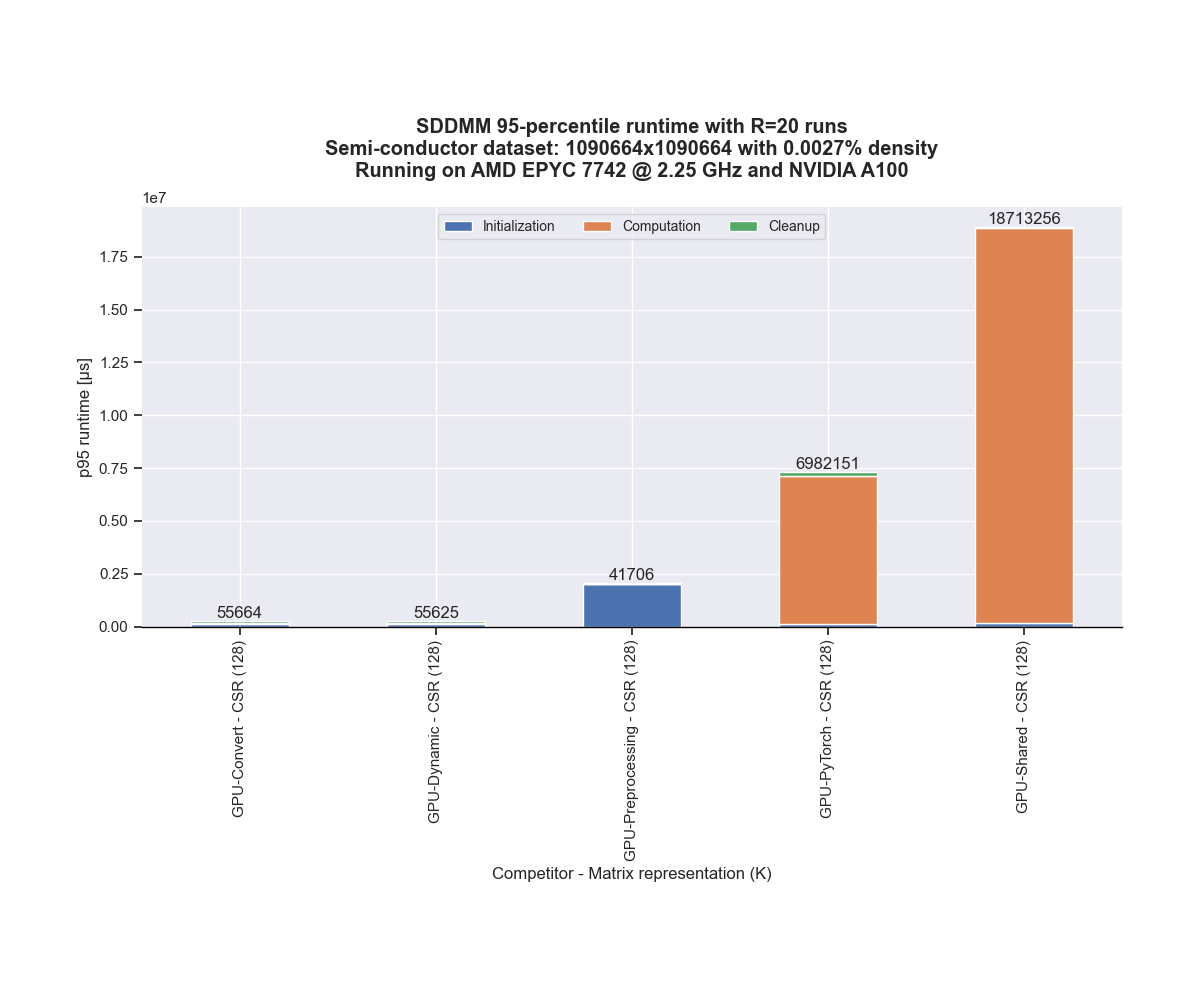 SDDMM 95-percentile runtime with R=20 runs
Semi-conductor dataset: 1090664x1090664 with 0.0027% density
Running on AMD EPYC 7742 @ 2.25 GHz and NVIDIA A100
1e7
Initialization
Computation
Cleanup
18713256
1.75
1.50
1.25
1.00
0.75
0.50
0.25
0.00
p95 runtime [µs]
6982151
41706
55664
55625
GPU-Convert - CSR (128)
GPU-Dynamic - CSR (128)
GPU-Preprocessing - CSR (128)
GPU-PyTorch - CSR (128)
GPU-Shared - CSR (128)
Competitor - Matrix representation (K)